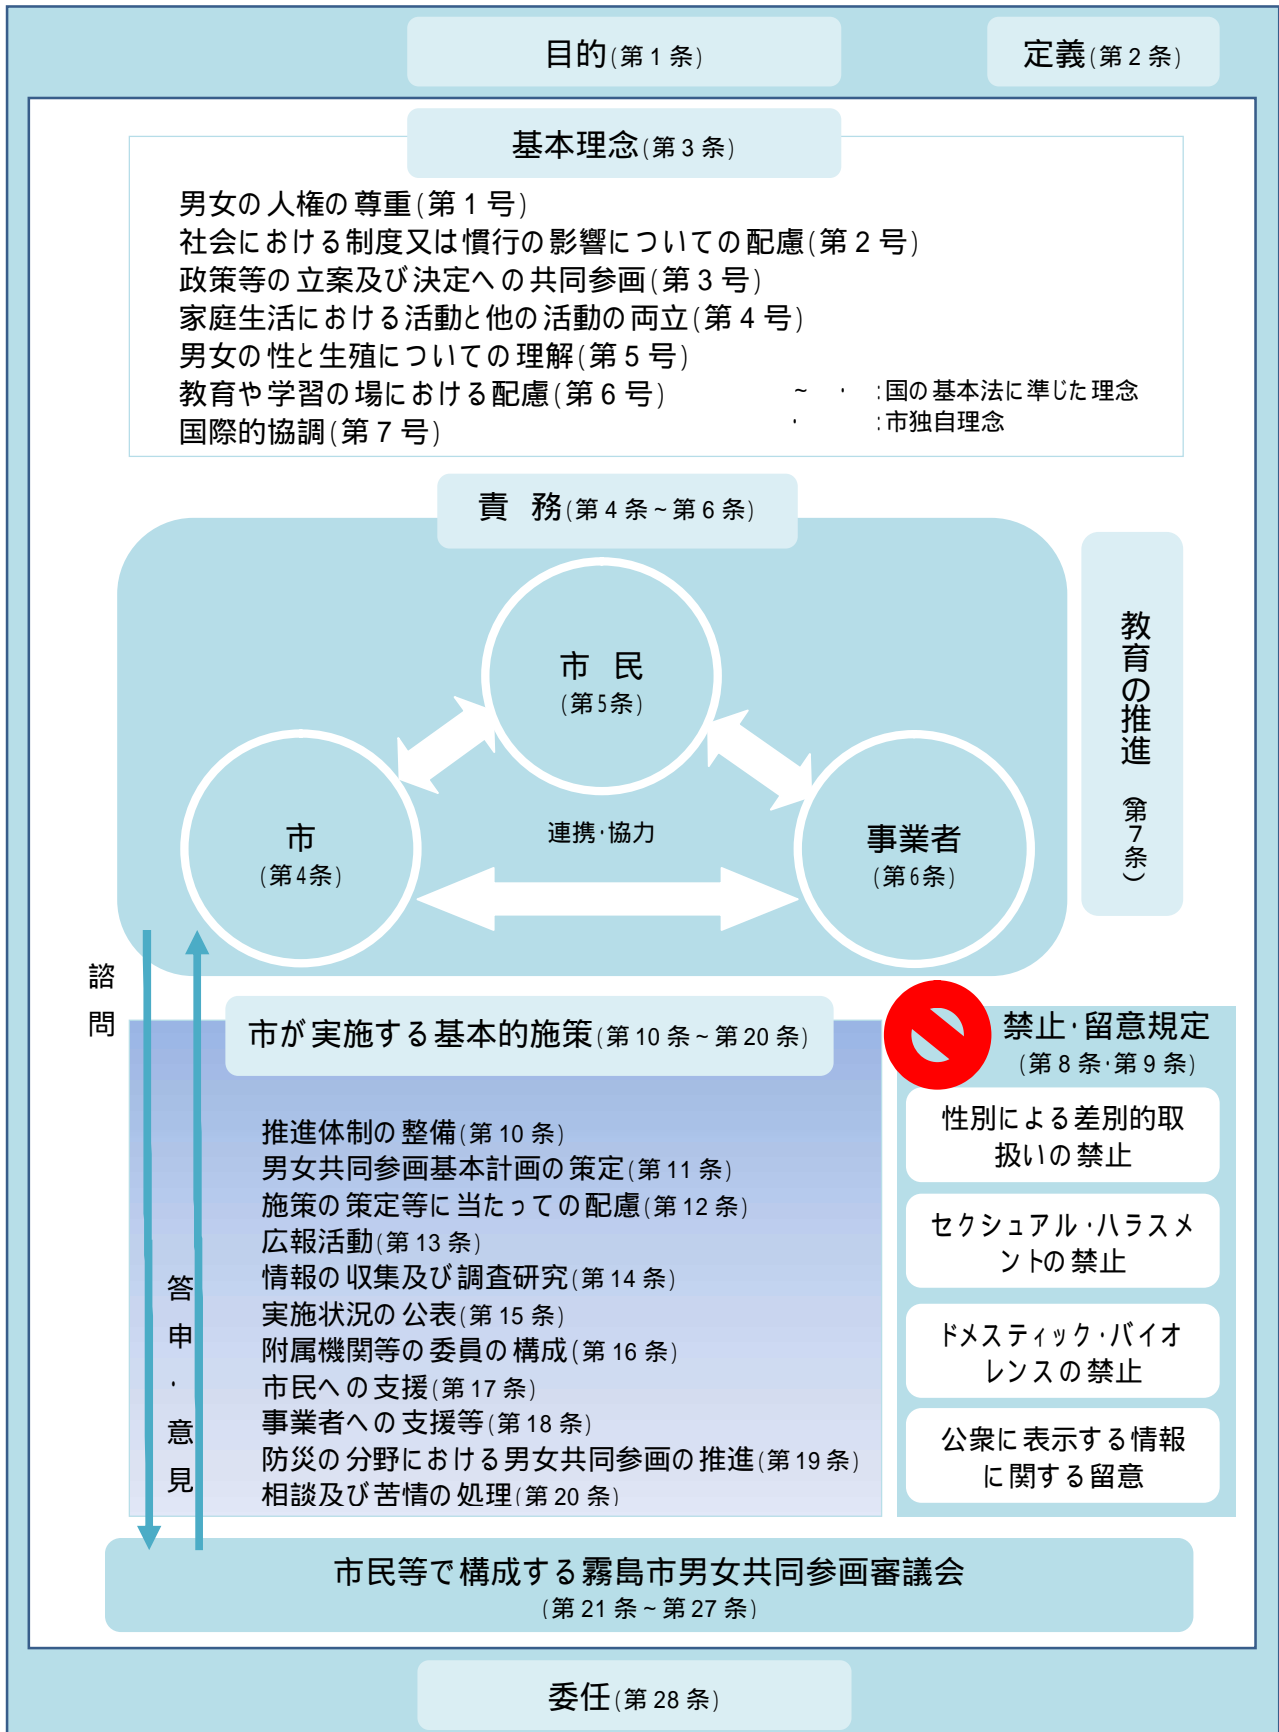 目的(第1条)
定義(第2条)
基本理念(第3条)
男女の人権の尊重(第1号)
社会における制度又は慣行の影響についての配慮(第2号)
政策等の立案及び決定への共同参画(第3号)
家庭生活における活動と他の活動の両立(第4号)
男女の性と生殖についての理解(第5号)
教育や学習の場における配慮(第6号)
国際的協調(第7号)
~ ・ :国の基本法に準じた理念
・ :市独自理念
責 務(第4条~第6条)
市 民
(第5条)
市
(第4条)
連携・協力
事業者
(第6条)
教育の推進 (第7条)
諮問
答申・意見
市が実施する基本的施策(第10条~第20条)
推進体制の整備(第10条)
男女共同参画基本計画の策定(第11条)
施策の策定等に当たっての配慮(第12条)
広報活動(第13条)
情報の収集及び調査研究(第14条)
実施状況の公表(第15条)
附属機関等の委員の構成(第16条)
市民への支援(第17条)
事業者への支援等(第18条)
防災の分野における男女共同参画の推進(第19条)
相談及び苦情の処理(第20条)
禁止・留意規定
(第8条・第9条)
性別による差別的取
扱いの禁止
セクシュアル・ハラスメ
ントの禁止
ドメスティック・バイオ
レンスの禁止
公衆に表示する情報
に関する留意
市民等で構成する霧島市男女共同参画審議会
(第21条~第27条)
委任(第28条)